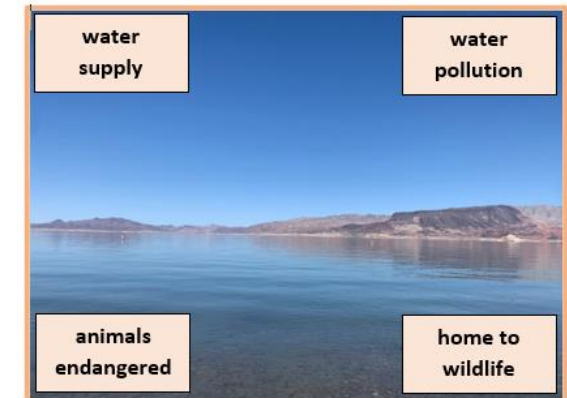 water
supply
water
pollution
animals
endangered
home to
wildlife